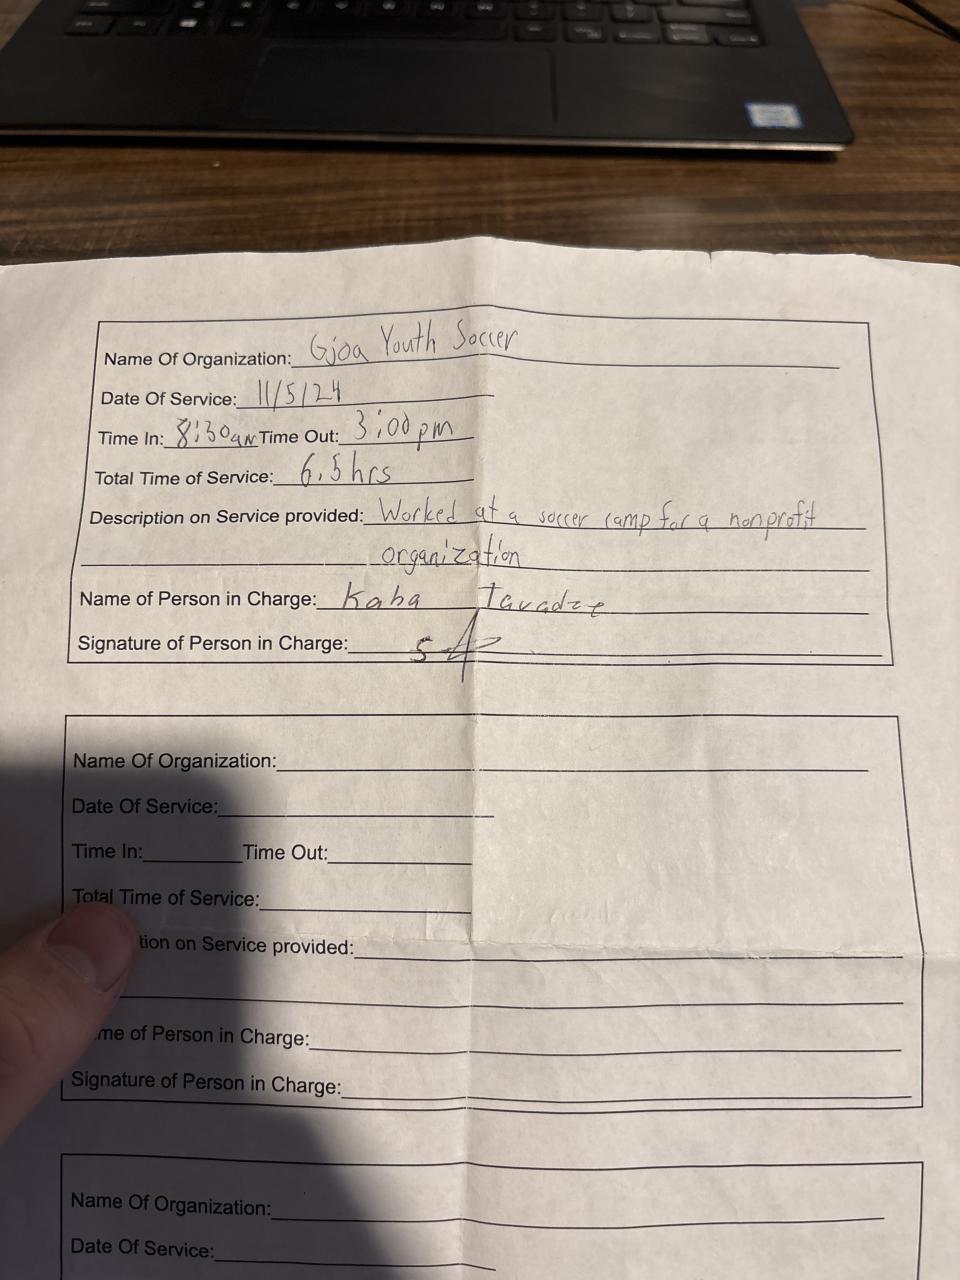 Name Of Organization: Gjoa Youth Soccer
Date Of Service: 11/5/24
Time In: 8:30am Time Out: 3:00pm
Total Time of Service: 6.5hrs
Description on Service provided: Worked at a soccer camp for a nonprofit
organization
Name of Person in Charge: Kaha Tavadze
Signature of Person in Charge:
Name Of Organization:
Date Of Service:
Time In: Time Out:
Total Time of Service:
tion on Service provided:
me of Person in Charge:
Signature of Person in Charge:
Name Of Organization:
Date Of Service: